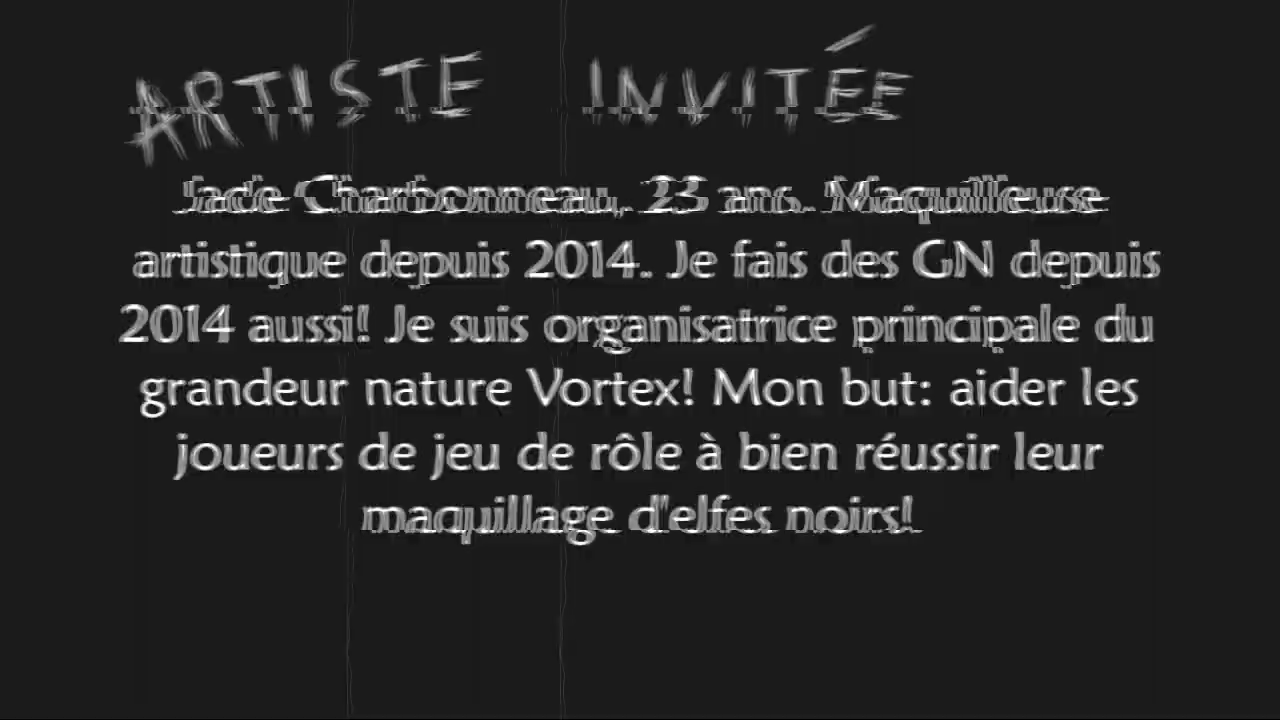 ARTISTE INVITÉE
Jade Charbonneau, 23 ans. Maquilleuse
artistique depuis 2014. Je fais des GN depuis
2014 aussi! Je suis organisatrice principale du
grandeur nature Vortex! Mon but: aider les
joueurs de jeu de rôle à bien réussir leur
maquillage d'elfes noirs!